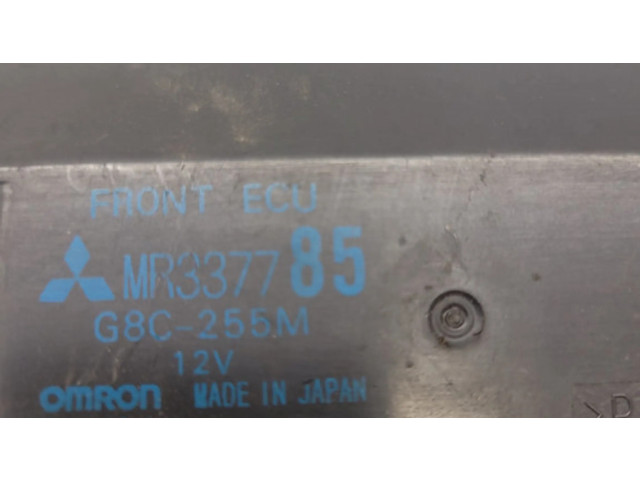 FRONT ECU
MR337785
G8C-255M
12V
OMRON MADE IN JAPAN